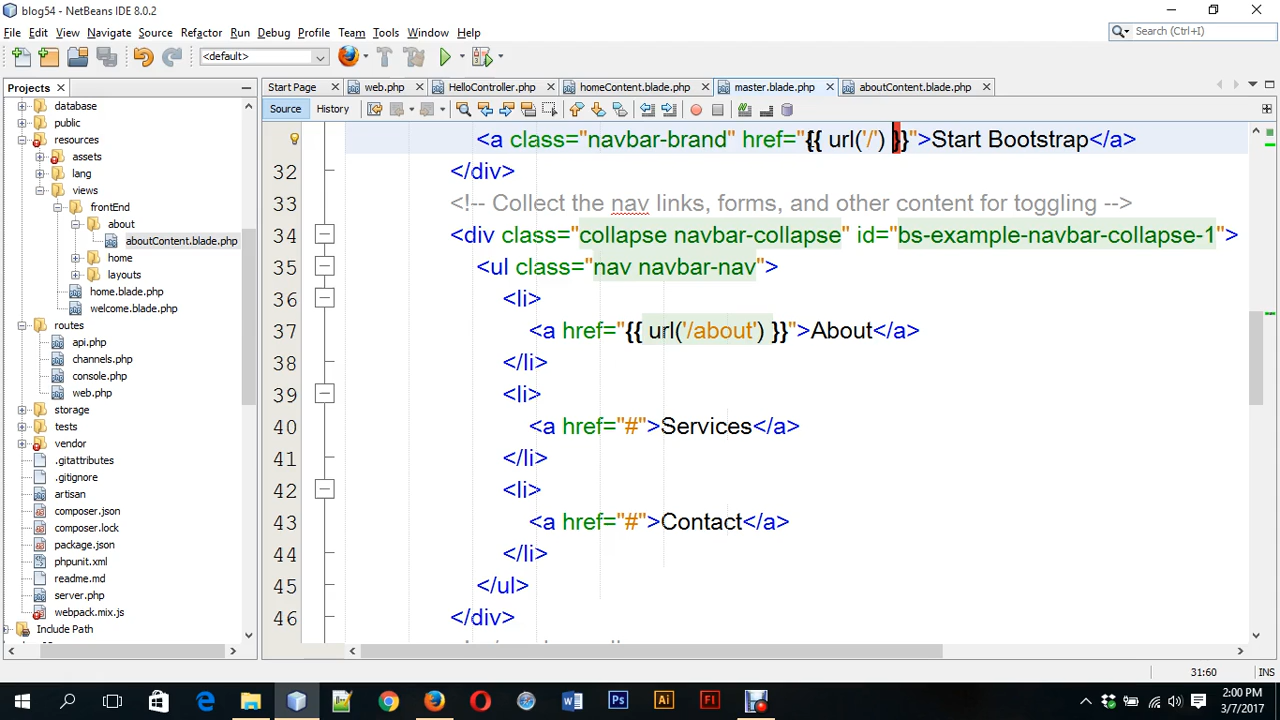 blog54 - NetBeans IDE 8.0.2
File Edit View Navigate Source Refactor Run Debug Profile Team Tools Window Help
Search (Ctrl+I)
<default>
Projects
Start Page web.php HelloController.php homeContent.blade.php master.blade.php aboutContent.blade.php
Source History
database
public
resources
assets
lang
views
frontEnd
about
aboutContent.blade.php
home
layouts
home.blade.php
welcome.blade.php
routes
api.php
channels.php
console.php
web.php
storage
tests
vendor
.gitattributes
.gitignore
artisan
composer.json
composer.lock
package.json
phpunit.xml
readme.md
server.php
webpack.mix.js
Include Path
<a class="navbar-brand" href="{{ url('/') }}">Start Bootstrap</a>
32 </div>
33 <!-- Collect the nav links, forms, and other content for toggling -->
34 <div class="collapse navbar-collapse" id="bs-example-navbar-collapse-1">
35 <ul class="nav navbar-nav">
36 <li>
37 <a href="{{ url('/about') }}">About</a>
38 </li>
39 <li>
40 <a href="#">Services</a>
41 </li>
42 <li>
43 <a href="#">Contact</a>
44 </li>
45 </ul>
46 </div>
31:60 INS
2:00 PM
3/7/2017